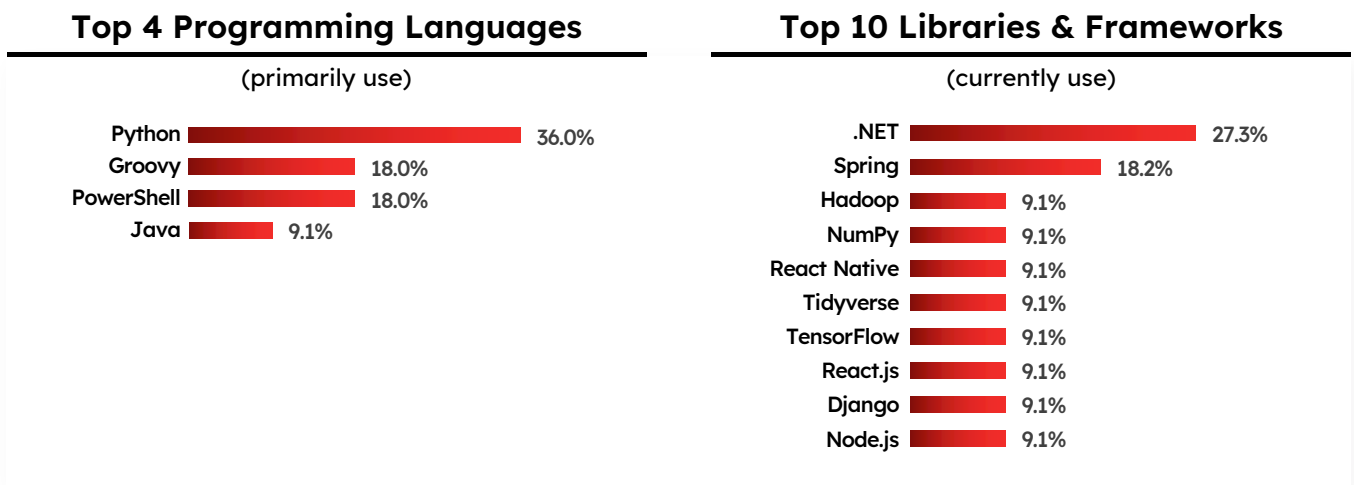 Top 4 Programming Languages
(primarily use)
Python 36.0%
Groovy 18.0%
PowerShell 18.0%
Java 9.1%
Top 10 Libraries & Frameworks
(currently use)
.NET 27.3%
Spring 18.2%
Hadoop 9.1%
NumPy 9.1%
React Native 9.1%
Tidyverse 9.1%
TensorFlow 9.1%
React.js 9.1%
Django 9.1%
Node.js 9.1%